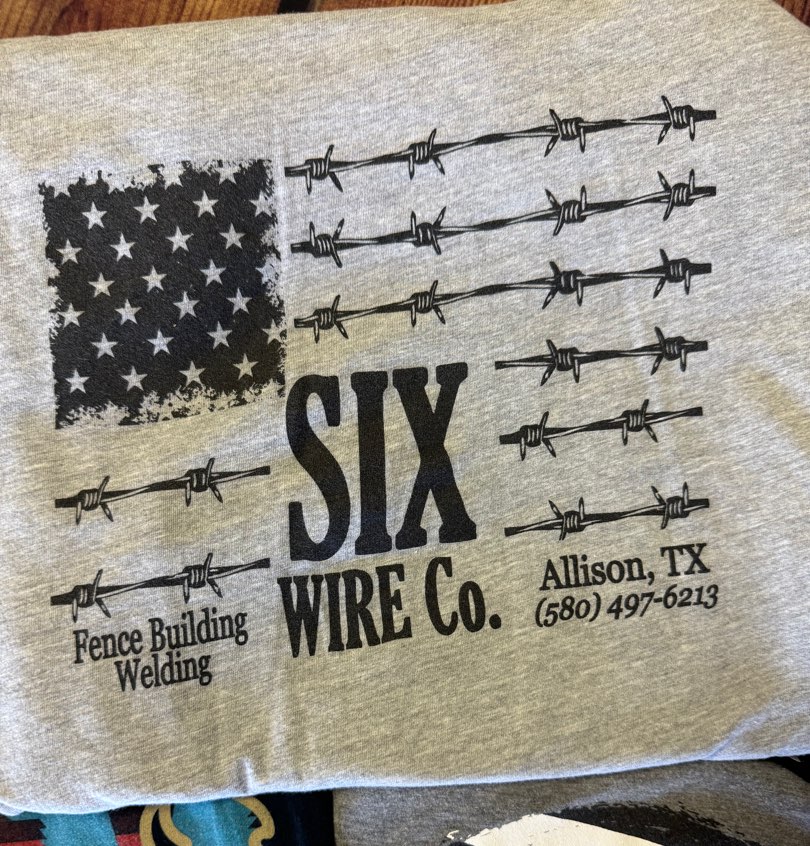 SIX
WIRE Co.
Fence Building
Welding
Allison, TX
(580) 497-6213